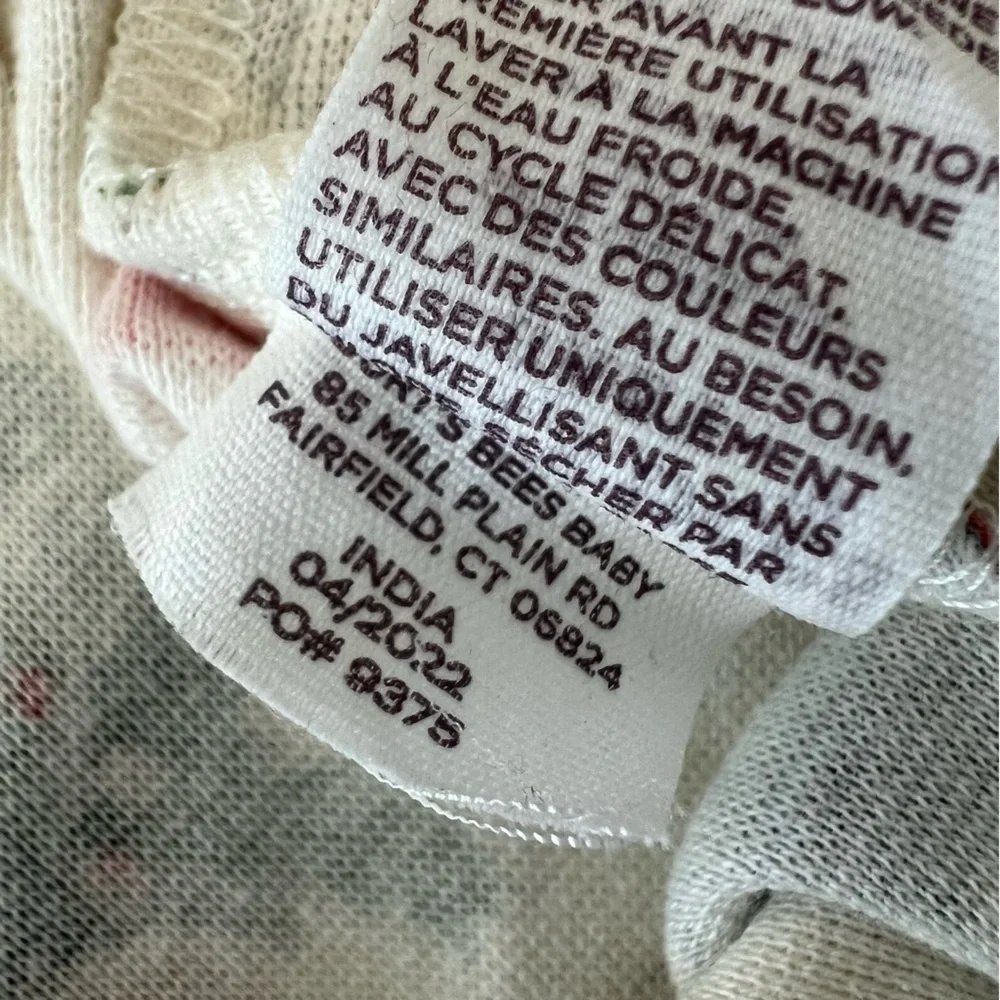 AVANT LA
PREMIÈRE UTILISATION
LAVER À LA MACHINE
À L'EAU FROIDE,
AU CYCLE DÉLICAT,
AVEC DES COULEURS
SIMILAIRES. AU BESOIN,
UTILISER UNIQUEMENT
DU JAVELLISANT SANS
SÉCHER PAR
BEES BABY
85 MILL PLAIN RD
FAIRFIELD, CT 06824
INDIA
04/2022
PO# 9375